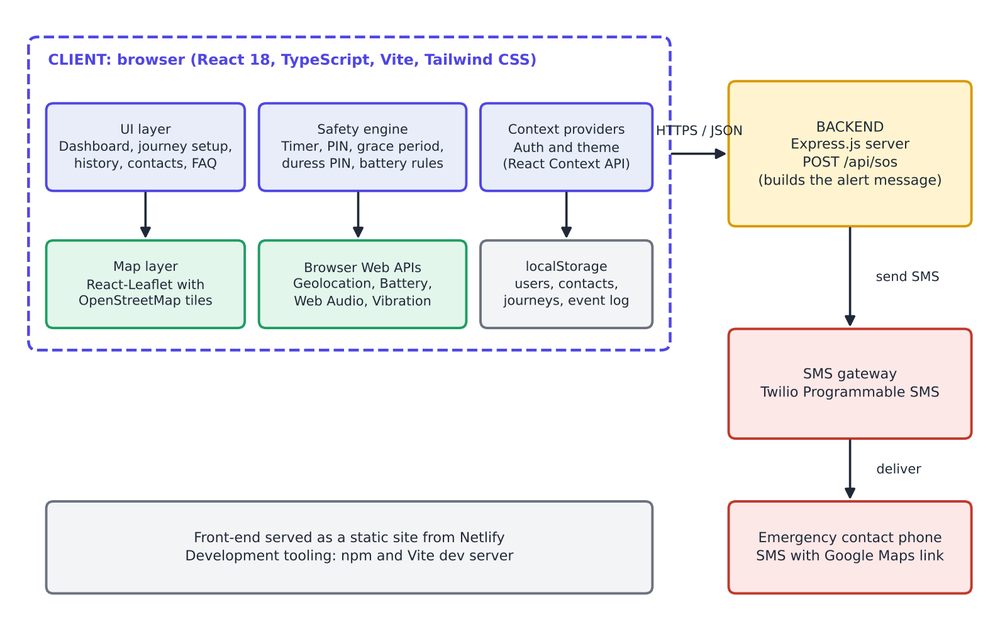 CLIENT: browser (React 18, TypeScript, Vite, Tailwind CSS)
UI layer
Dashboard, journey setup,
history, contacts, FAQ
Safety engine
Timer, PIN, grace period,
duress PIN, battery rules
Context providers
Auth and theme
(React Context API)
HTTPS / JSON
BACKEND
Express.js server
POST /api/sos
(builds the alert message)
Map layer
React-Leaflet with
OpenStreetMap tiles
Browser Web APIs
Geolocation, Battery,
Web Audio, Vibration
localStorage
users, contacts,
journeys, event log
send SMS
SMS gateway
Twilio Programmable SMS
deliver
Front-end served as a static site from Netlify
Development tooling: npm and Vite dev server
Emergency contact phone
SMS with Google Maps link